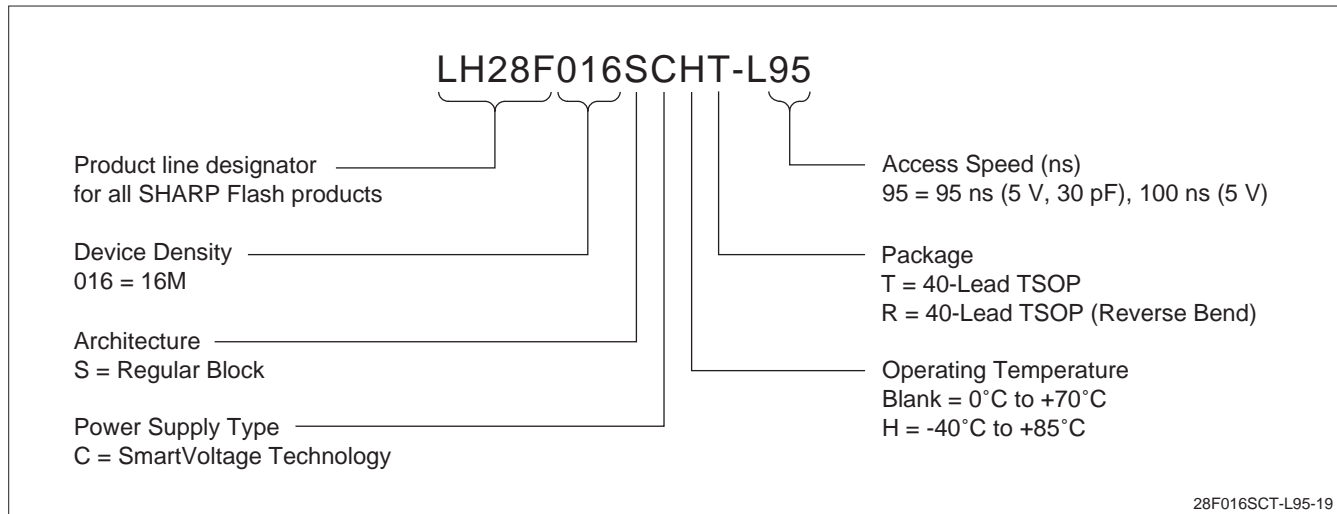 LH28F016SCHT-L95
Product line designator
for all SHARP Flash products
Device Density
016 = 16M
Architecture
S = Regular Block
Power Supply Type
C = SmartVoltage Technology
Access Speed (ns)
95 = 95 ns (5 V, 30 pF), 100 ns (5 V)
Package
T = 40-Lead TSOP
R = 40-Lead TSOP (Reverse Bend)
Operating Temperature
Blank = 0˚C to +70˚C
H = -40˚C to +85˚C
28F016SCT-L95-19